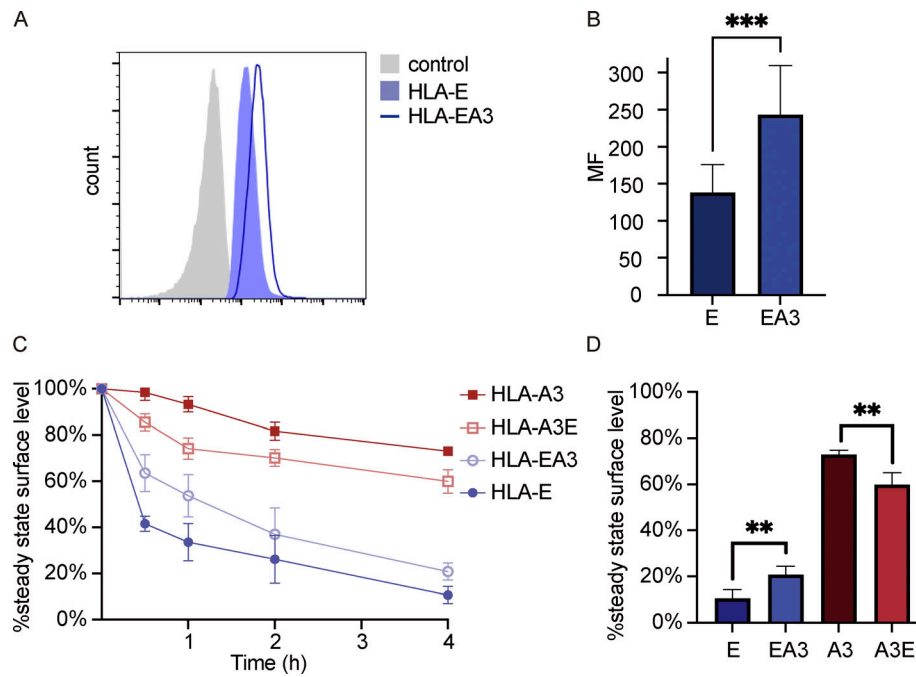 A
control
HLA-E
HLA-EA3
count
B
***
MF
300
250
200
150
100
50
0
E EA3
C
%steady state surface level
100%
80%
60%
40%
20%
0%
1 2 3 4
Time (h)
HLA-A3
HLA-A3E
HLA-EA3
HLA-E
D
%steady state surface level
100%
80%
60%
40%
20%
0%
** **
E EA3 A3 A3E